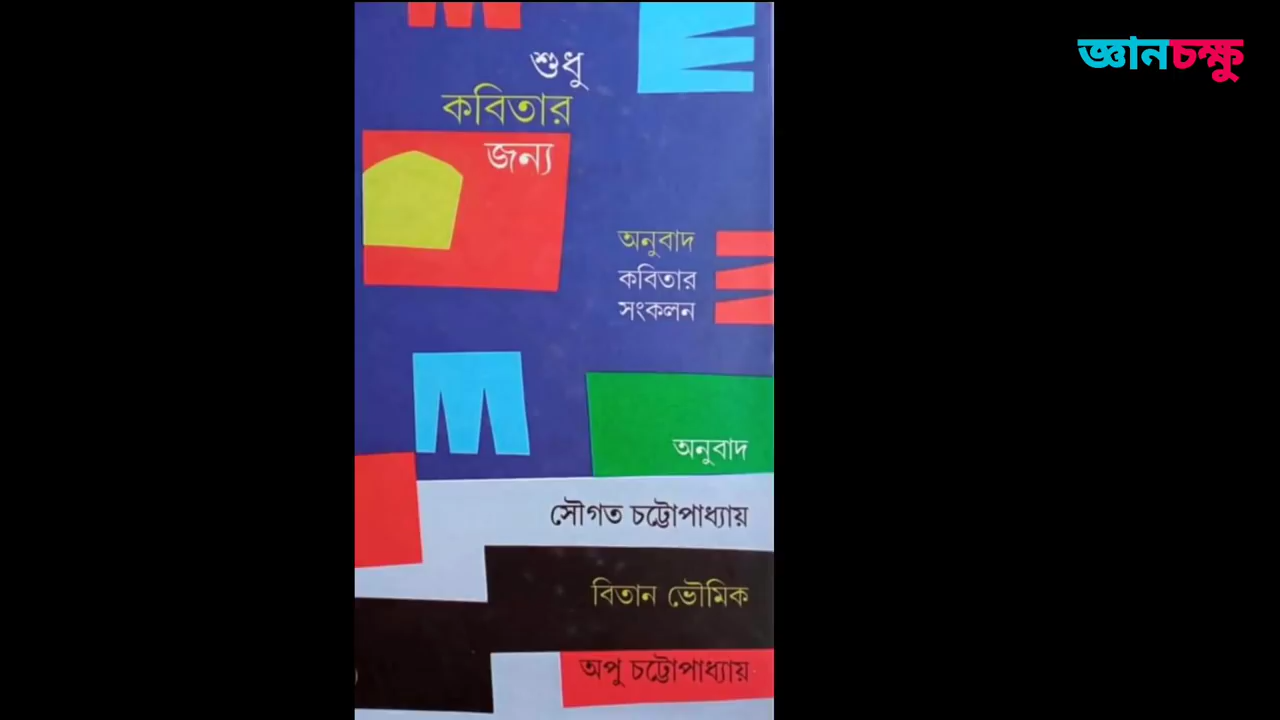 জ্ঞানচক্ষু
শুধু
কবিতার
জন্য
অনুবাদ
কবিতার
সংকলন
অনুবাদ
সৌগত চট্টোপাধ্যায়
বিতান ভৌমিক
অপু চট্টোপাধ্যায়